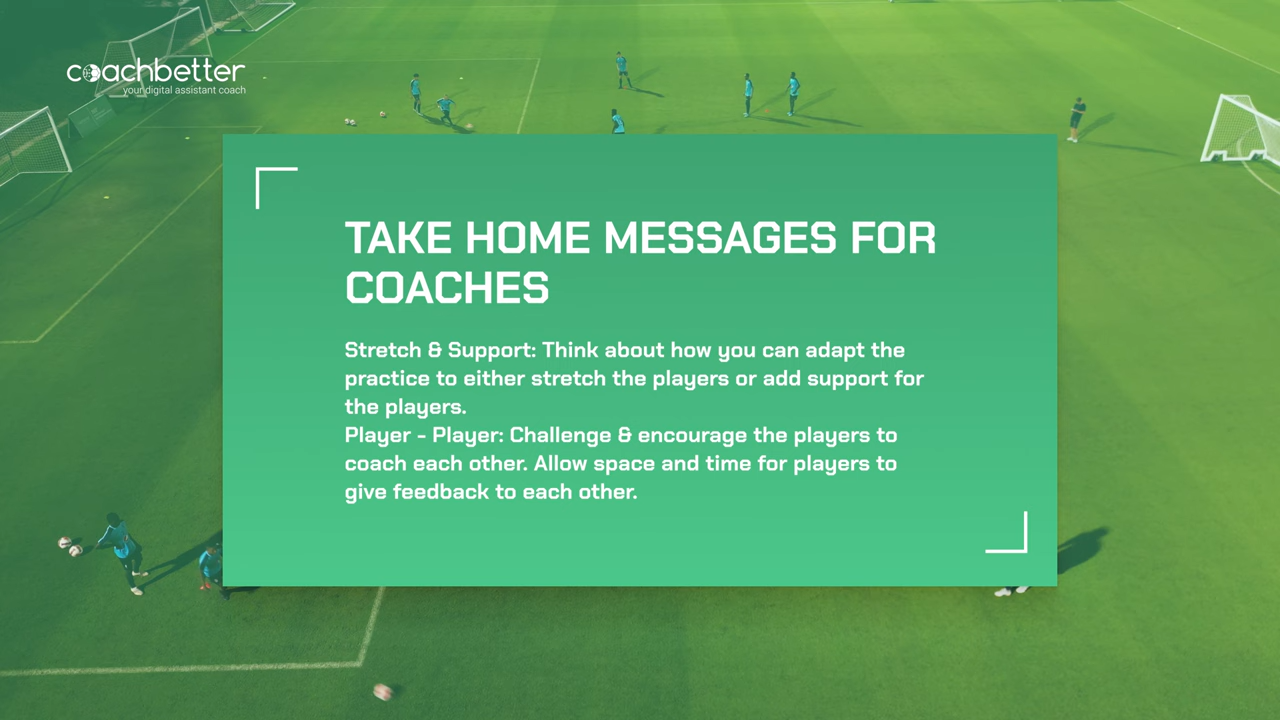 coachbetter
your digital assistant coach
TAKE HOME MESSAGES FOR
COACHES
Stretch & Support: Think about how you can adapt the
practice to either stretch the players or add support for
the players.
Player - Player: Challenge & encourage the players to
coach each other. Allow space and time for players to
give feedback to each other.